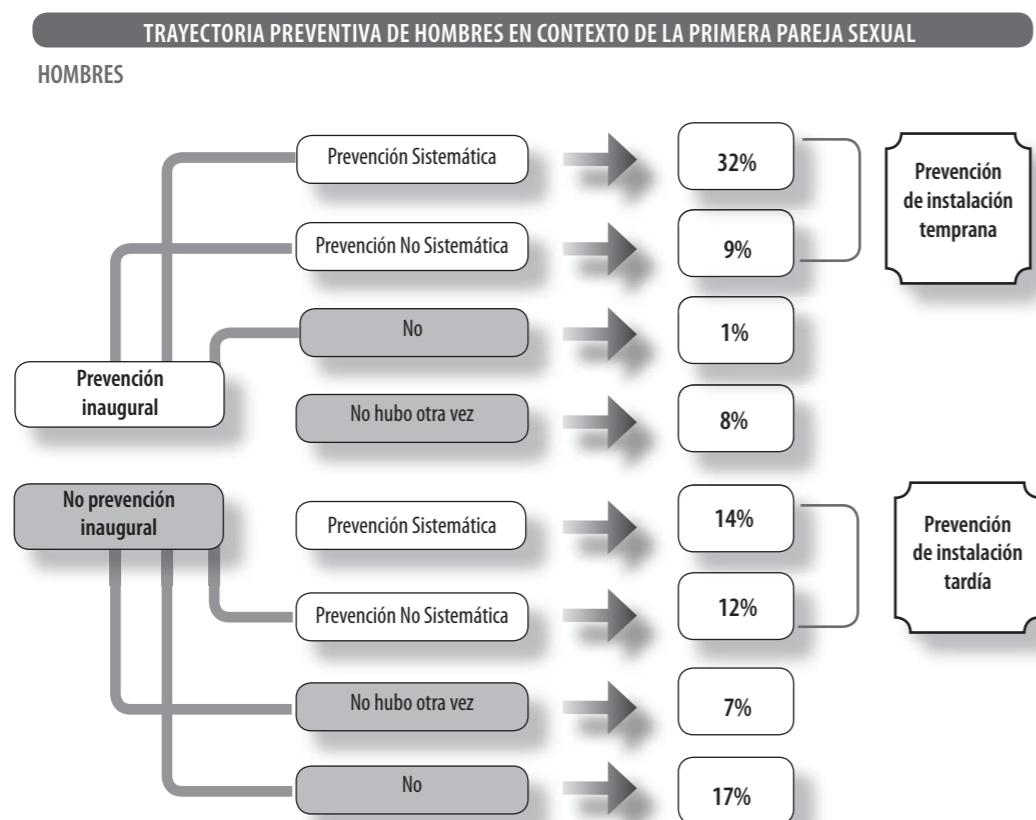 TRAYECTORIA PREVENTIVA DE HOMBRES EN CONTEXTO DE LA PRIMERA PAREJA SEXUAL
HOMBRES
Prevención Sistemática
32%
Prevención No Sistemática
9%
Prevención
de instalación
temprana
No
1%
Prevención
inaugural
No hubo otra vez
8%
No prevención
inaugural
Prevención Sistemática
14%
Prevención No Sistemática
12%
Prevención
de instalación
tardía
No hubo otra vez
7%
No
17%